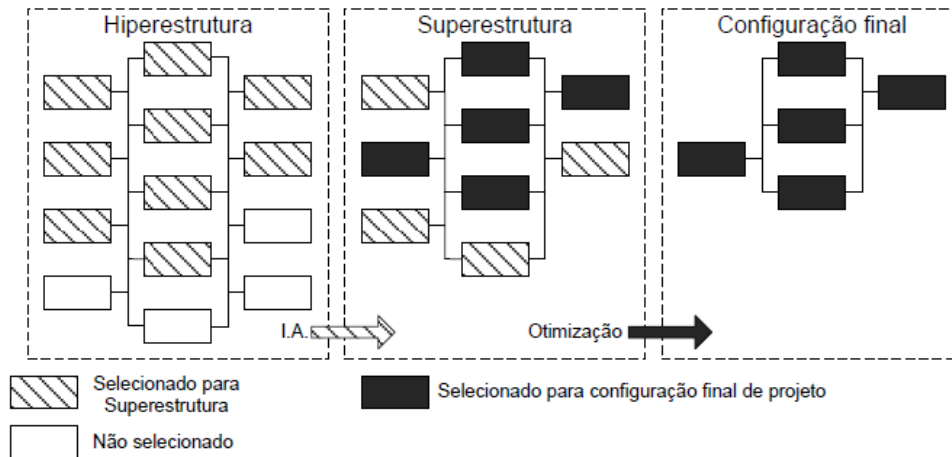 Hiperestrutura
Superestrutura
Configuração final
I.A.
Otimização
Selecionado para
Superestrutura
Selecionado para configuração final de projeto
Não selecionado